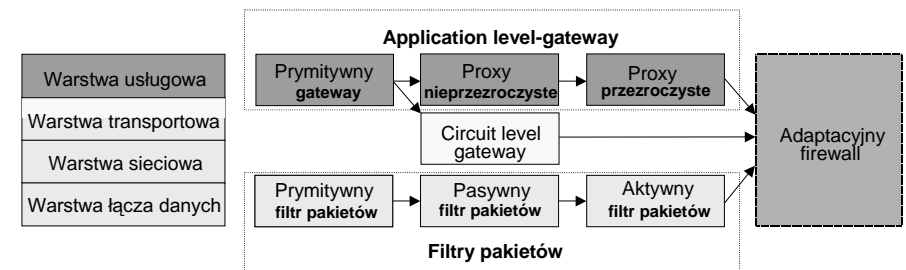 Application level-gateway
Warstwa usługowa
Warstwa transportowa
Warstwa sieciowa
Warstwa łącza danych
Prymitywny
gateway
Proxy
nieprzezroczyste
Proxy
przezroczyste
Circuit level
gateway
Prymitywny
filtr pakietów
Pasywny
filtr pakietów
Aktywny
filtr pakietów
Filtry pakietów
Adaptacyjny
firewall